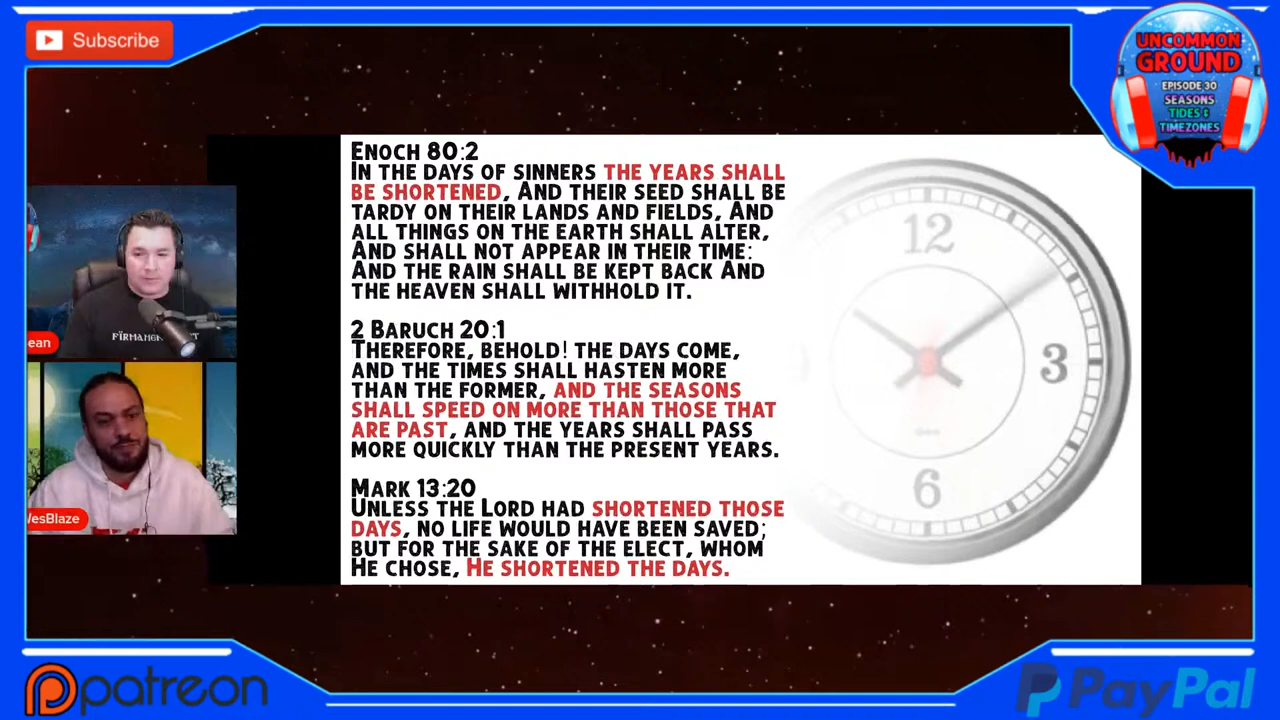 Subscribe
UNCOMMON
GROUND
EPISODE 30
SEASONS
TIDES &
TIMEZONES
ENOCH 80:2
IN THE DAYS OF SINNERS THE YEARS SHALL
BE SHORTENED, AND THEIR SEED SHALL BE
TARDY ON THEIR LANDS AND FIELDS, AND
ALL THINGS ON THE EARTH SHALL ALTER,
AND SHALL NOT APPEAR IN THEIR TIME:
AND THE RAIN SHALL BE KEPT BACK AND
THE HEAVEN SHALL WITHHOLD IT.
2 BARUCH 20:1
THEREFORE, BEHOLD! THE DAYS COME,
AND THE TIMES SHALL HASTEN MORE
THAN THE FORMER, AND THE SEASONS
SHALL SPEED ON MORE THAN THOSE THAT
ARE PAST, AND THE YEARS SHALL PASS
MORE QUICKLY THAN THE PRESENT YEARS.
MARK 13:20
UNLESS THE LORD HAD SHORTENED THOSE
DAYS, NO LIFE WOULD HAVE BEEN SAVED;
BUT FOR THE SAKE OF THE ELECT, WHOM
HE CHOSE, HE SHORTENED THE DAYS.
12
3
6
ean
WesBlaze
patreon
PayPal